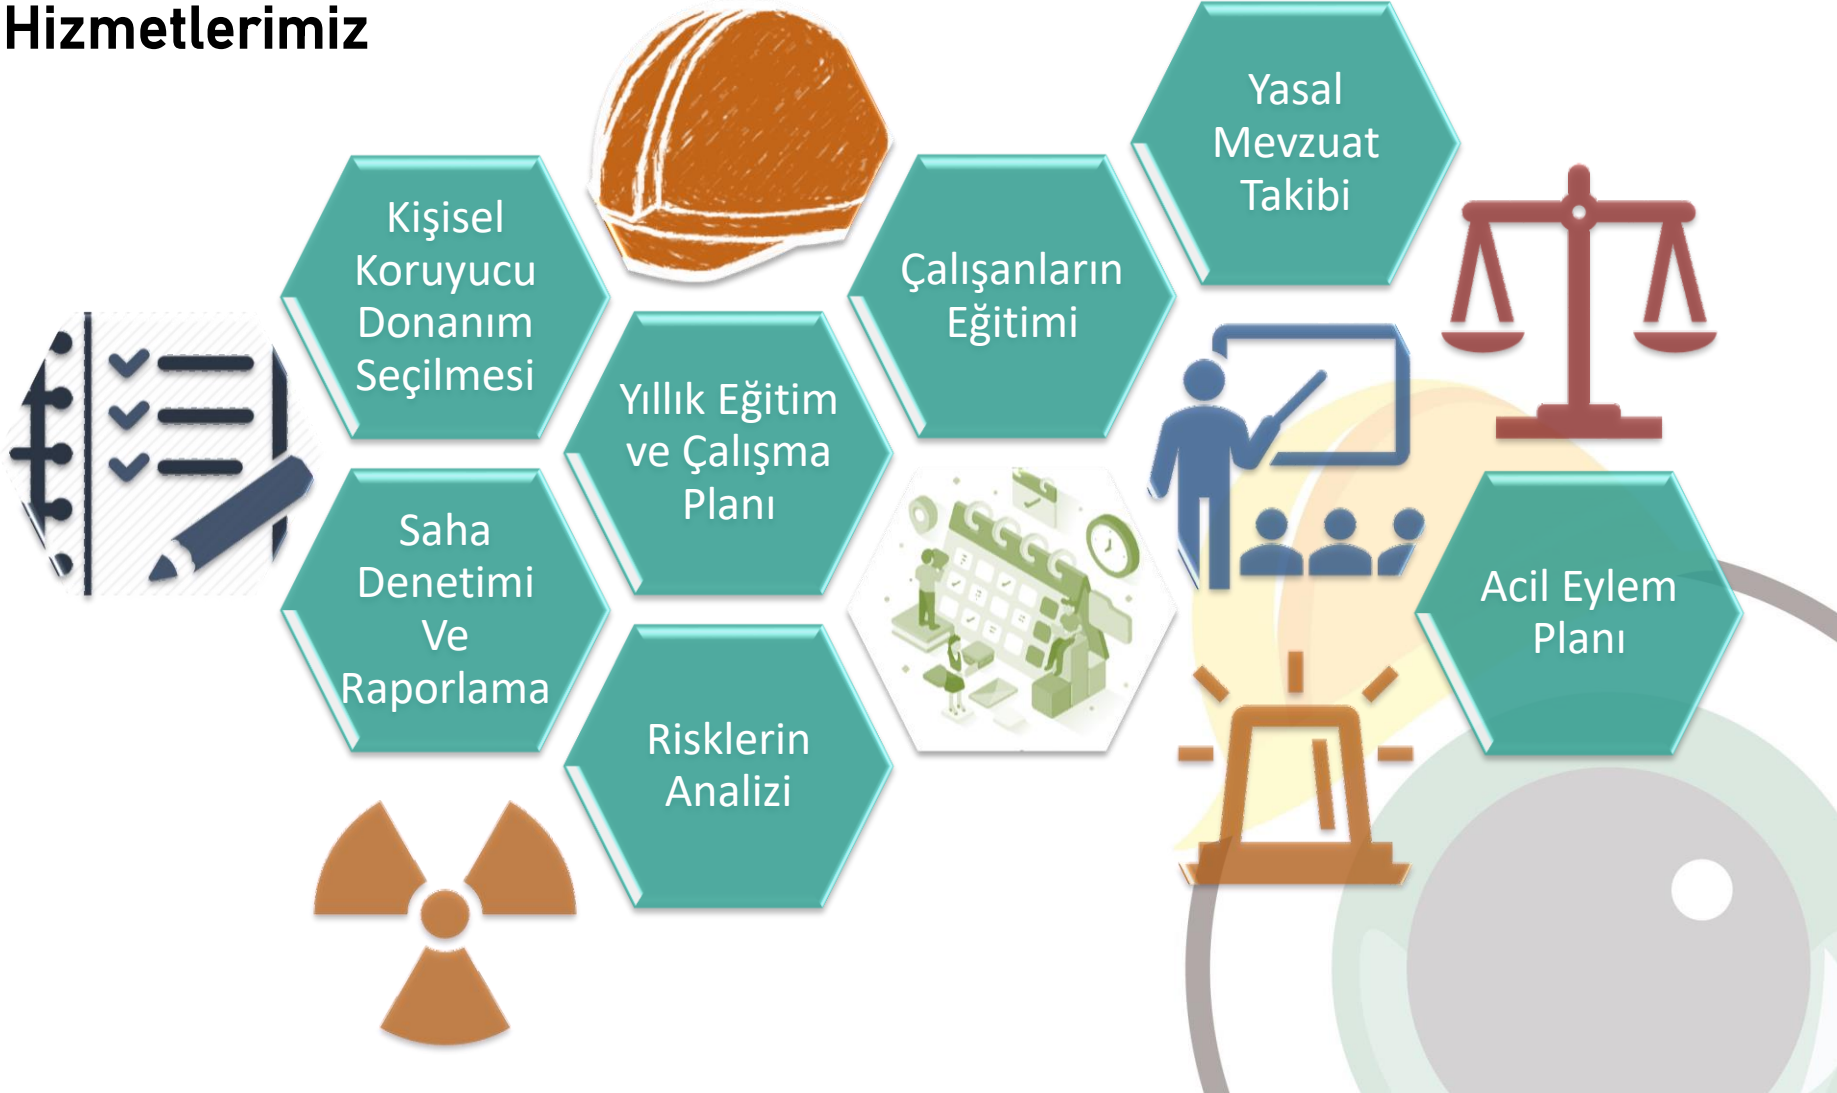 Hizmetlerimiz
Kişisel
Koruyucu
Donanım
Seçilmesi
Saha
Denetimi
Ve
Raporlama
Yıllık Eğitim
ve Çalışma
Planı
Risklerin
Analizi
Çalışanların
Eğitimi
Yasal
Mevzuat
Takibi
Acil Eylem
Planı